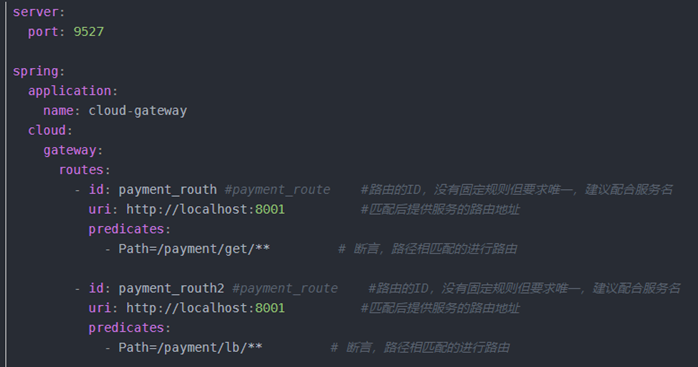 server:
port: 9527
spring:
application:
name: cloud-gateway
cloud:
gateway:
routes:
- id: payment_routh #payment_route #路由的ID，没有固定规则但要求唯一，建议配合服务名
uri: http://localhost:8001 #匹配后提供服务的路由地址
predicates:
- Path=/payment/get/** # 断言，路径相匹配的进行路由
- id: payment_routh2 #payment_route #路由的ID，没有固定规则但要求唯一，建议配合服务名
uri: http://localhost:8001 #匹配后提供服务的路由地址
predicates:
- Path=/payment/lb/** # 断言，路径相匹配的进行路由